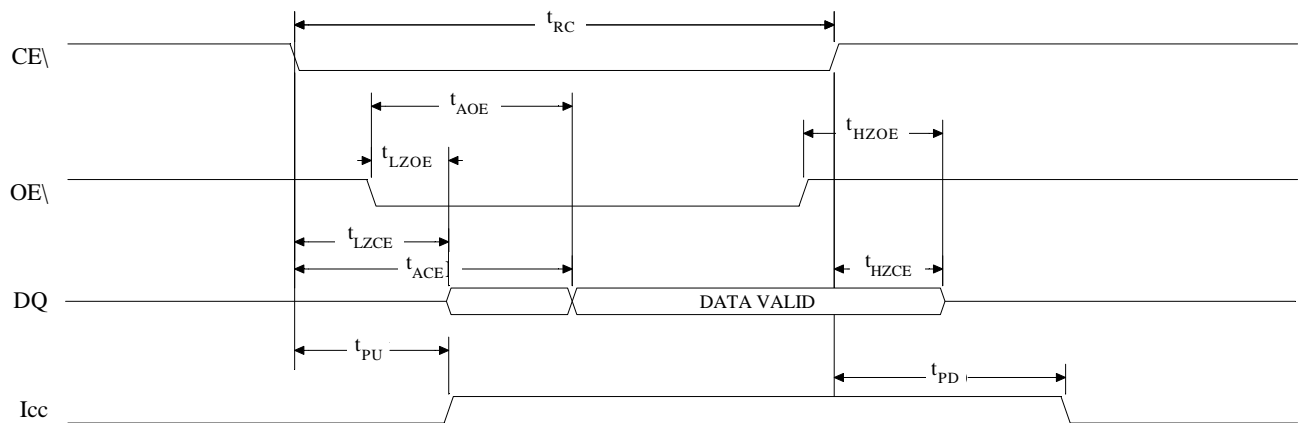 tRC
CE\
tAOE
tHZOE
tLZOE
OE\
tLZCE
tACE
tHZCE
DQ
DATA VALID
tPU
tPD
Icc